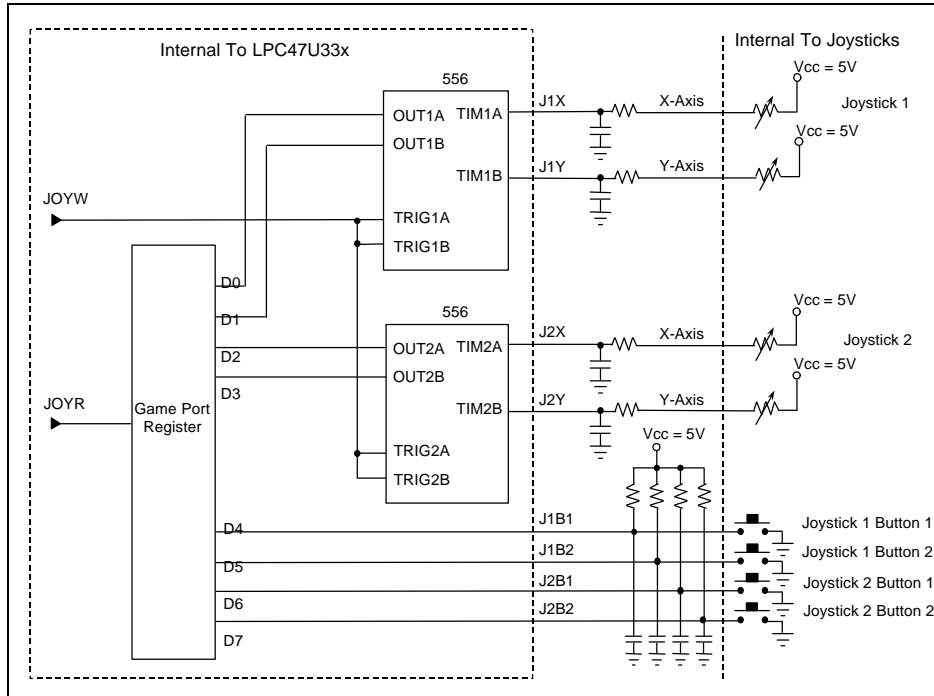 Internal To LPC47U33x
Internal To Joysticks
556
Vcc = 5V
OUT1A TIM1A
J1X
X-Axis
Joystick 1
OUT1B
Vcc = 5V
TIM1B
J1Y
Y-Axis
JOYW
TRIG1A
TRIG1B
D0
D1
556
Vcc = 5V
D2
OUT2A TIM2A
J2X
X-Axis
Joystick 2
D3
OUT2B
Vcc = 5V
JOYR
Game Port
Register
TIM2B
J2Y
Y-Axis
Vcc = 5V
TRIG2A
TRIG2B
D4
J1B1
Joystick 1 Button 1
D5
J1B2
Joystick 1 Button 2
D6
J2B1
Joystick 2 Button 1
D7
J2B2
Joystick 2 Button 2